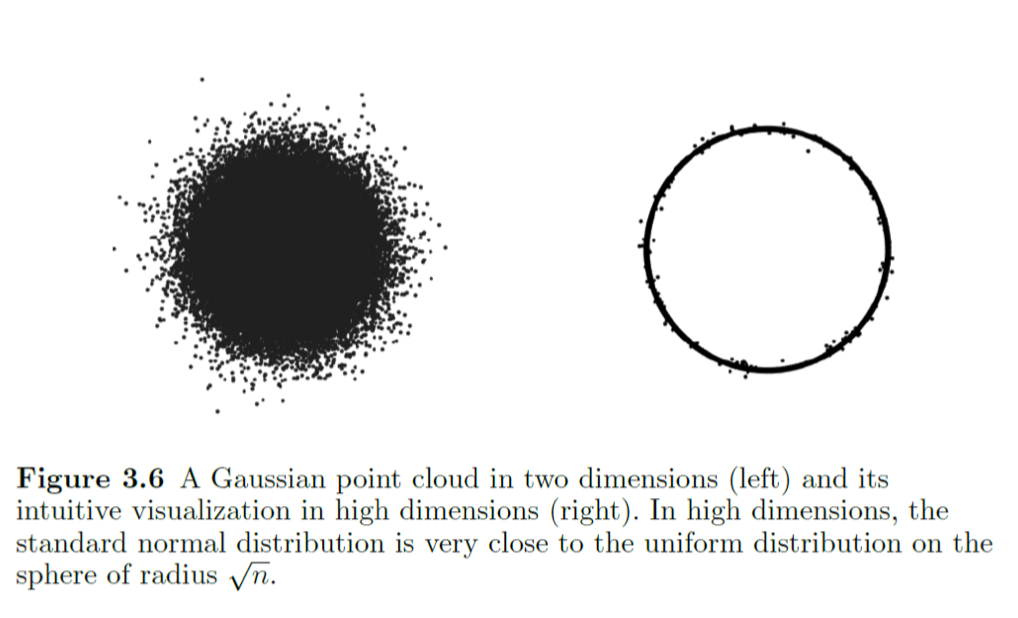 Figure 3.6 A Gaussian point cloud in two dimensions (left) and its
intuitive visualization in high dimensions (right). In high dimensions, the
standard normal distribution is very close to the uniform distribution on the
sphere of radius √n.